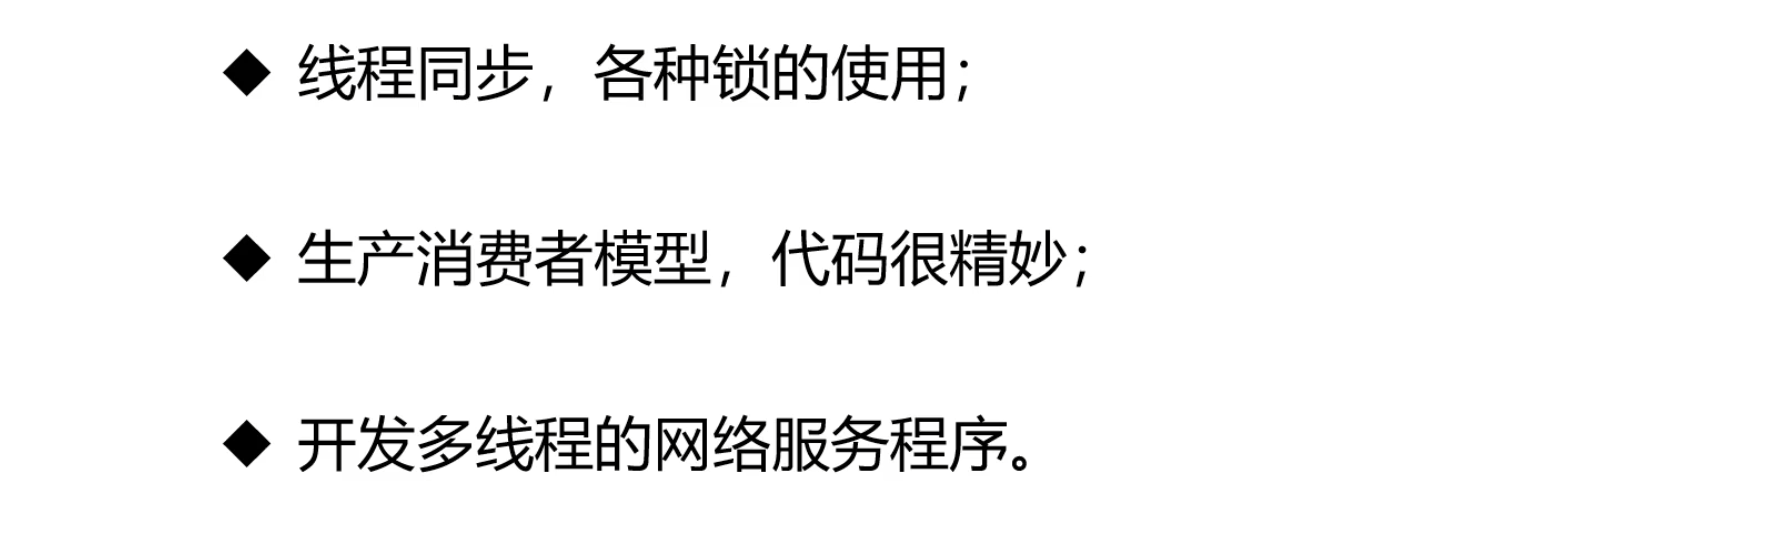 ◆ 线程同步，各种锁的使用；
◆ 生产消费者模型，代码很精妙；
◆ 开发多线程的网络服务程序。